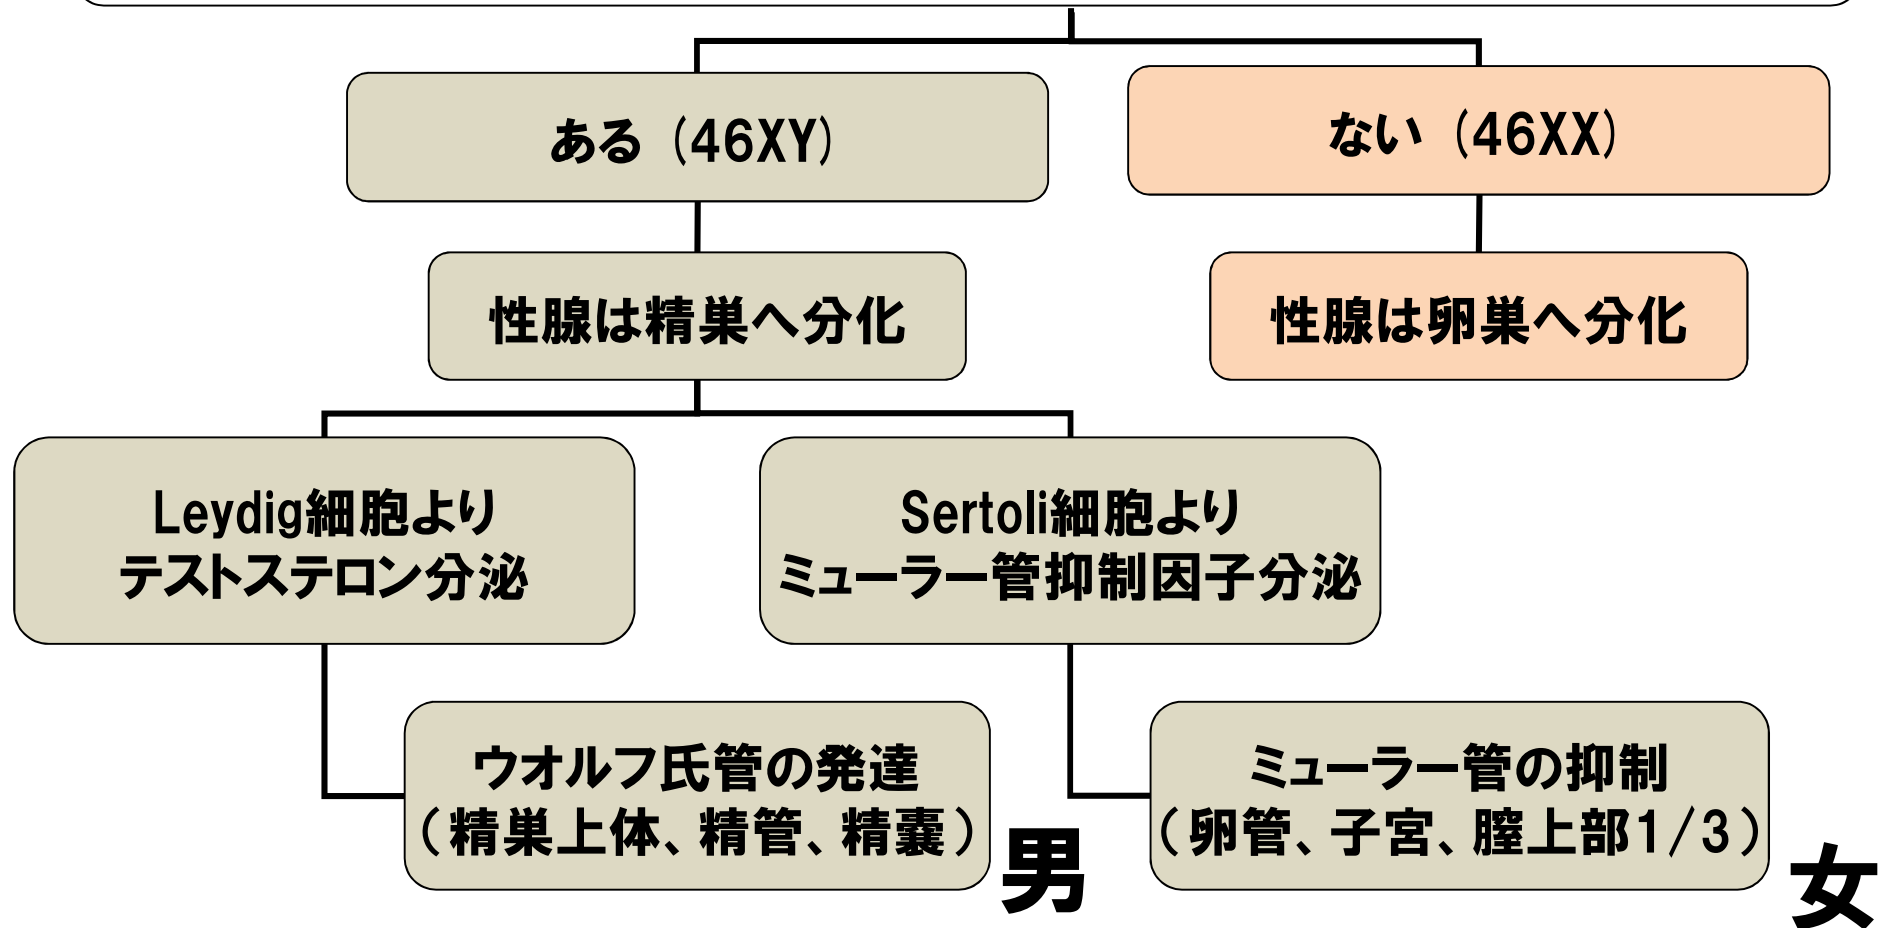 ある（46XY）
ない（46XX）
性腺は精巣へ分化
性腺は卵巣へ分化
Leydig細胞より
テストステロン分泌
Sertoli細胞より
ミューラー管抑制因子分泌
ウオルフ氏管の発達
（精巣上体、精管、精嚢）
男
ミューラー管の抑制
（卵管、子宮、膣上部1/3）
女